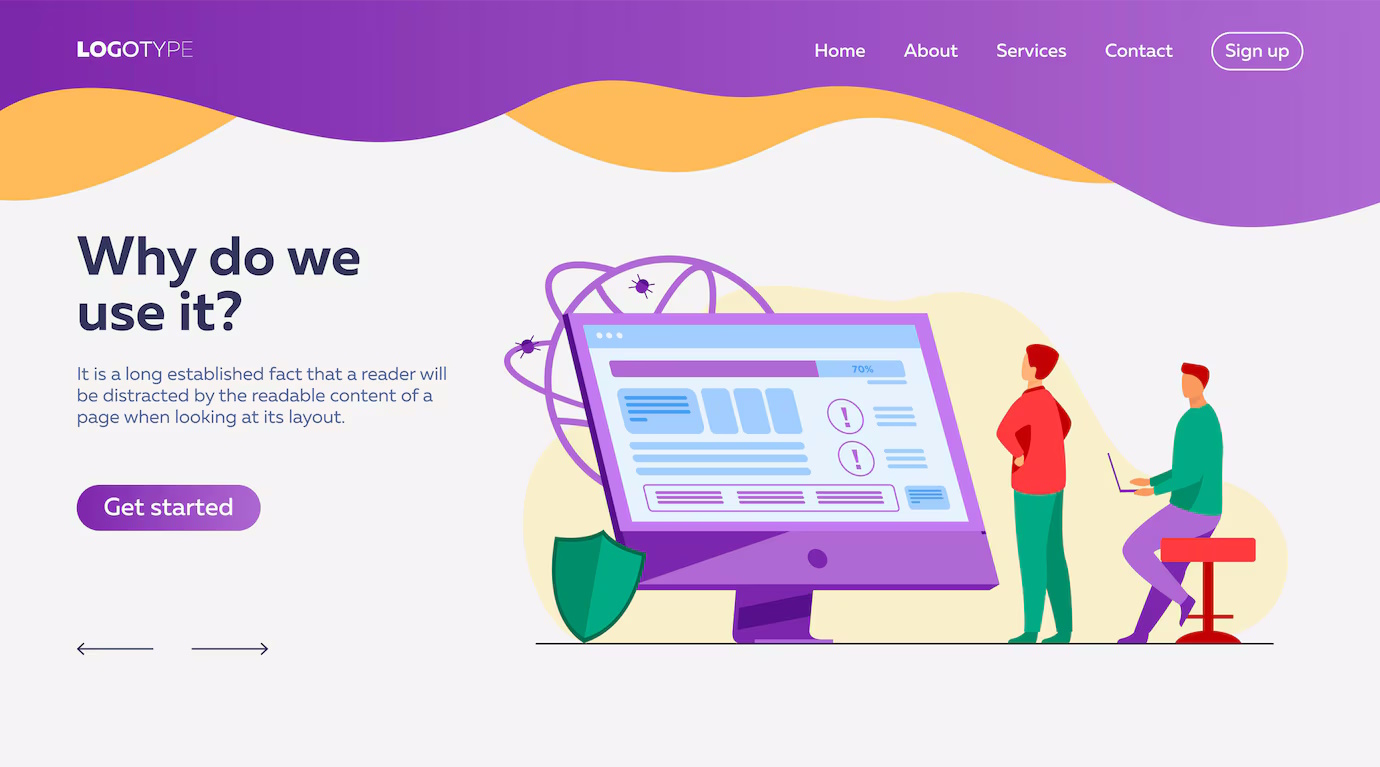 LOGOTYPE
Home About Services Contact Sign up
Why do we
use it?
It is a long established fact that a reader will
be distracted by the readable content of a
page when looking at its layout.
Get started
70%
!
!